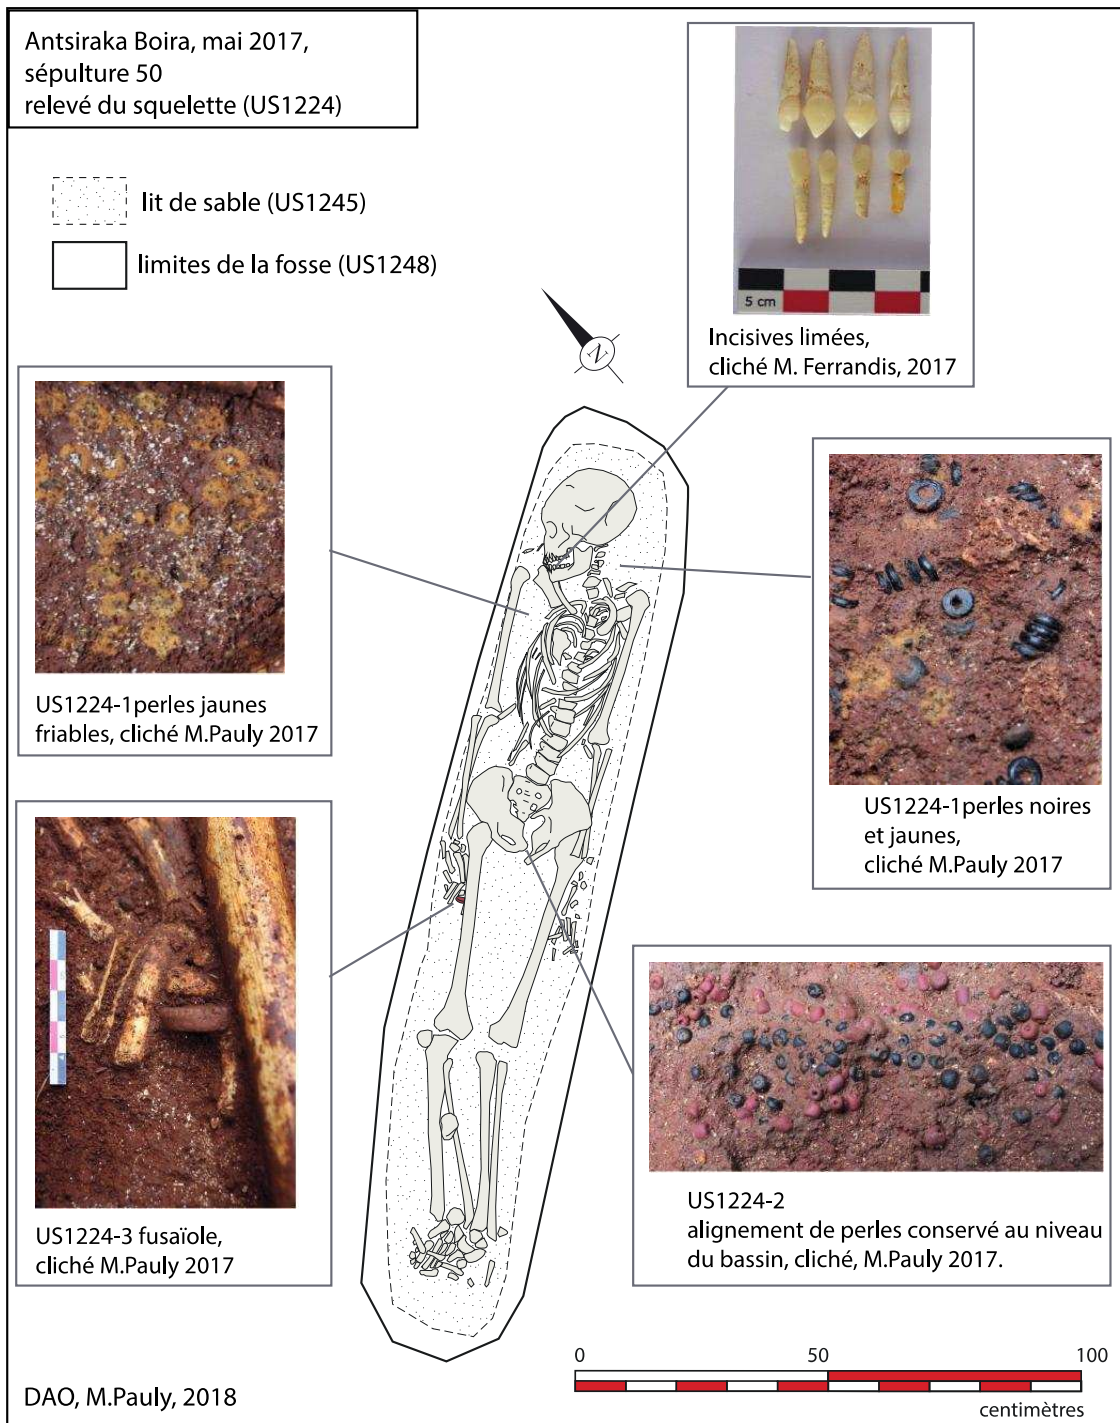 Antsiraka Boira, mai 2017,
sépulture 50
relevé du squelette (US1224)
lit de sable (US1245)
limites de la fosse (US1248)
N
5 cm
Incisives limées,
cliché M. Ferrandis, 2017
US1224-1perles jaunes
friables, cliché M.Pauly 2017
US1224-1perles noires
et jaunes,
cliché M.Pauly 2017
US1224-3 fusaïole,
cliché M.Pauly 2017
US1224-2
alignement de perles conservé au niveau
du bassin, cliché, M.Pauly 2017.
0 50 100
centimètres
DAO, M.Pauly, 2018